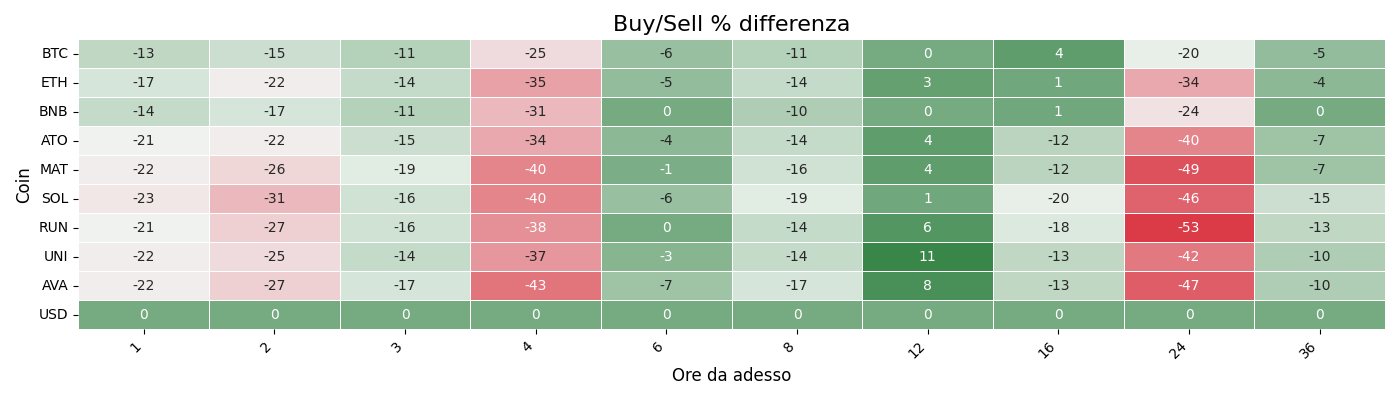 Buy/Sell % differenza
Coin
BTC -13 -15 -11 -25 -6 -11 0 4 -20 -5
ETH -17 -22 -14 -35 -5 -14 3 1 -34 -4
BNB -14 -17 -11 -31 0 -10 0 1 -24 0
ATO -21 -22 -15 -34 -4 -14 4 -12 -40 -7
MAT -22 -26 -19 -40 -1 -16 4 -12 -49 -7
SOL -23 -31 -16 -40 -6 -19 1 -20 -46 -15
RUN -21 -27 -16 -38 0 -14 6 -18 -53 -13
UNI -22 -25 -14 -37 -3 -14 11 -13 -42 -10
AVA -22 -27 -17 -43 -7 -17 8 -13 -47 -10
USD 0 0 0 0 0 0 0 0 0 0
1 2 3 4 6 8 12 16 24 36
Ore da adesso